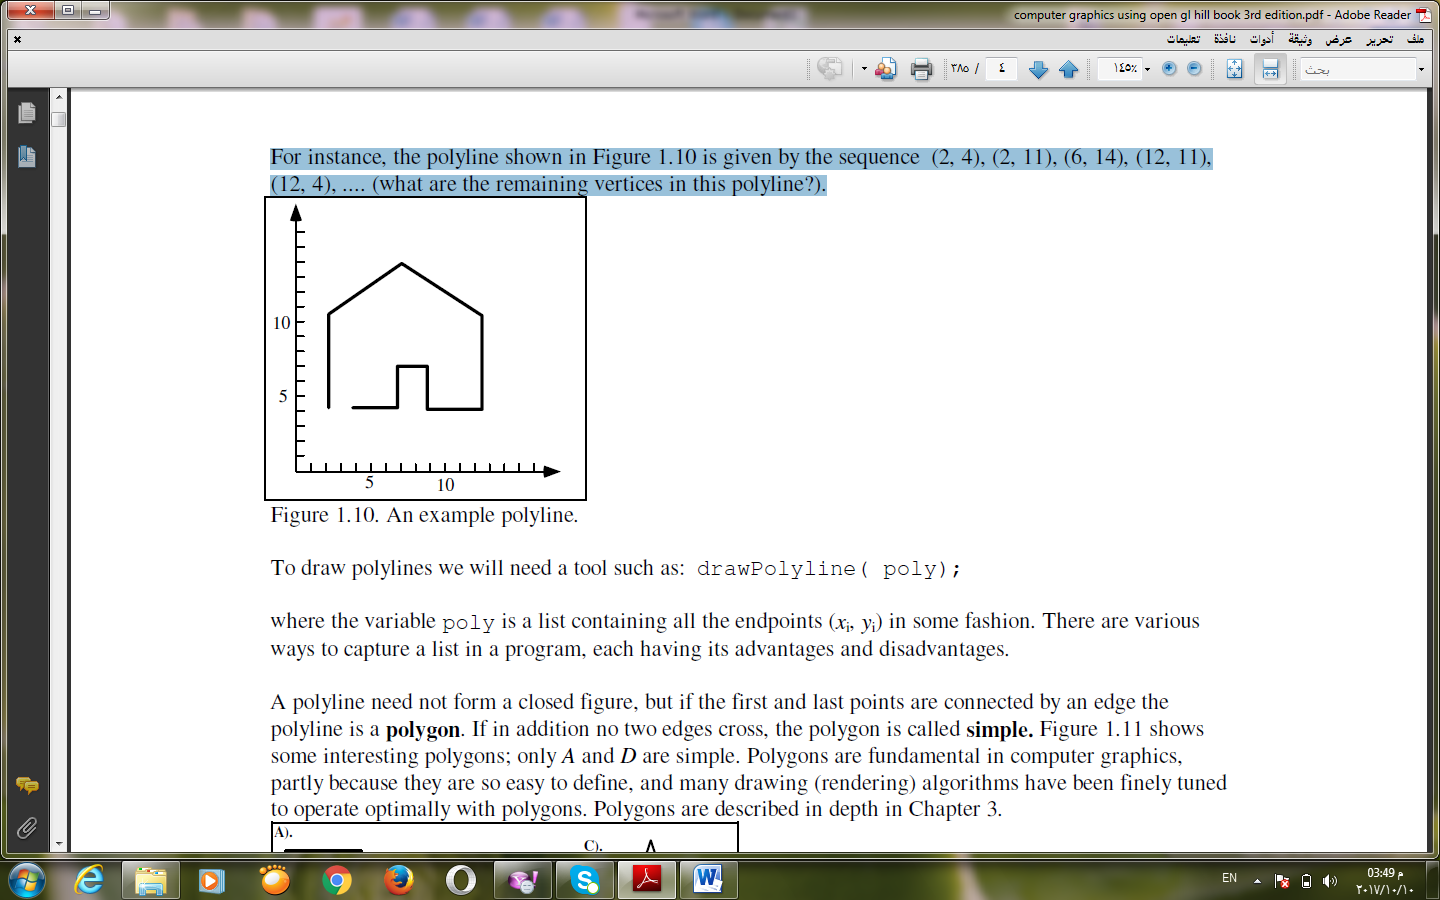 computer graphics using open gl hill book 3rd edition.pdf - Adobe Reader
ملف تحرير عرض وثيقة أدوات نافذة تعليمات
٣٨٥ / ٤ ١٤٥٪ بحث
For instance, the polyline shown in Figure 1.10 is given by the sequence (2, 4), (2, 11), (6, 14), (12, 11),
(12, 4), .... (what are the remaining vertices in this polyline?).
10
5
5 10
Figure 1.10. An example polyline.
To draw polylines we will need a tool such as: drawPolyline( poly);
where the variable poly is a list containing all the endpoints (xi, yi) in some fashion. There are various
ways to capture a list in a program, each having its advantages and disadvantages.
A polyline need not form a closed figure, but if the first and last points are connected by an edge the
polyline is a polygon. If in addition no two edges cross, the polygon is called simple. Figure 1.11 shows
some interesting polygons; only A and D are simple. Polygons are fundamental in computer graphics,
partly because they are so easy to define, and many drawing (rendering) algorithms have been finely tuned
to operate optimally with polygons. Polygons are described in depth in Chapter 3.
A).
C).
EN
03:49 م
٢٠١٧/١٠/١٠